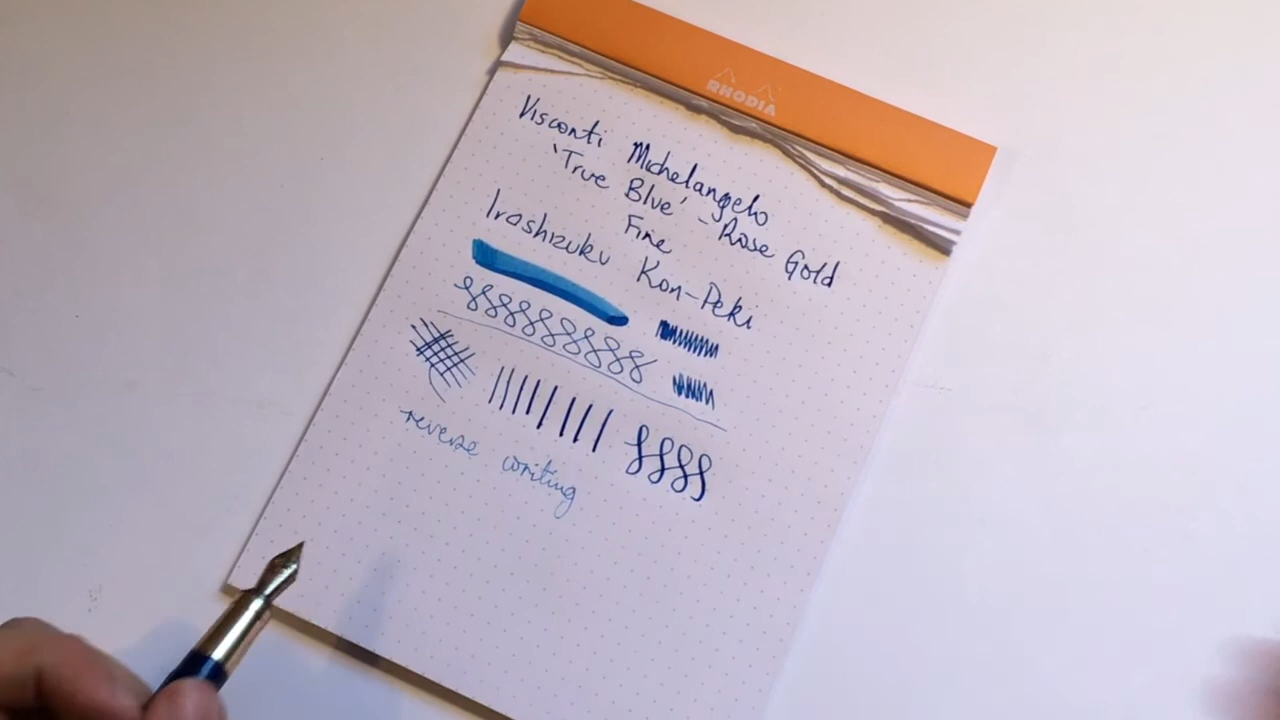 RHODIA
Visconti Michelangelo
'True Blue' - Rose Gold
Fine
Iroshizuku Kon-Peki
reverse writing